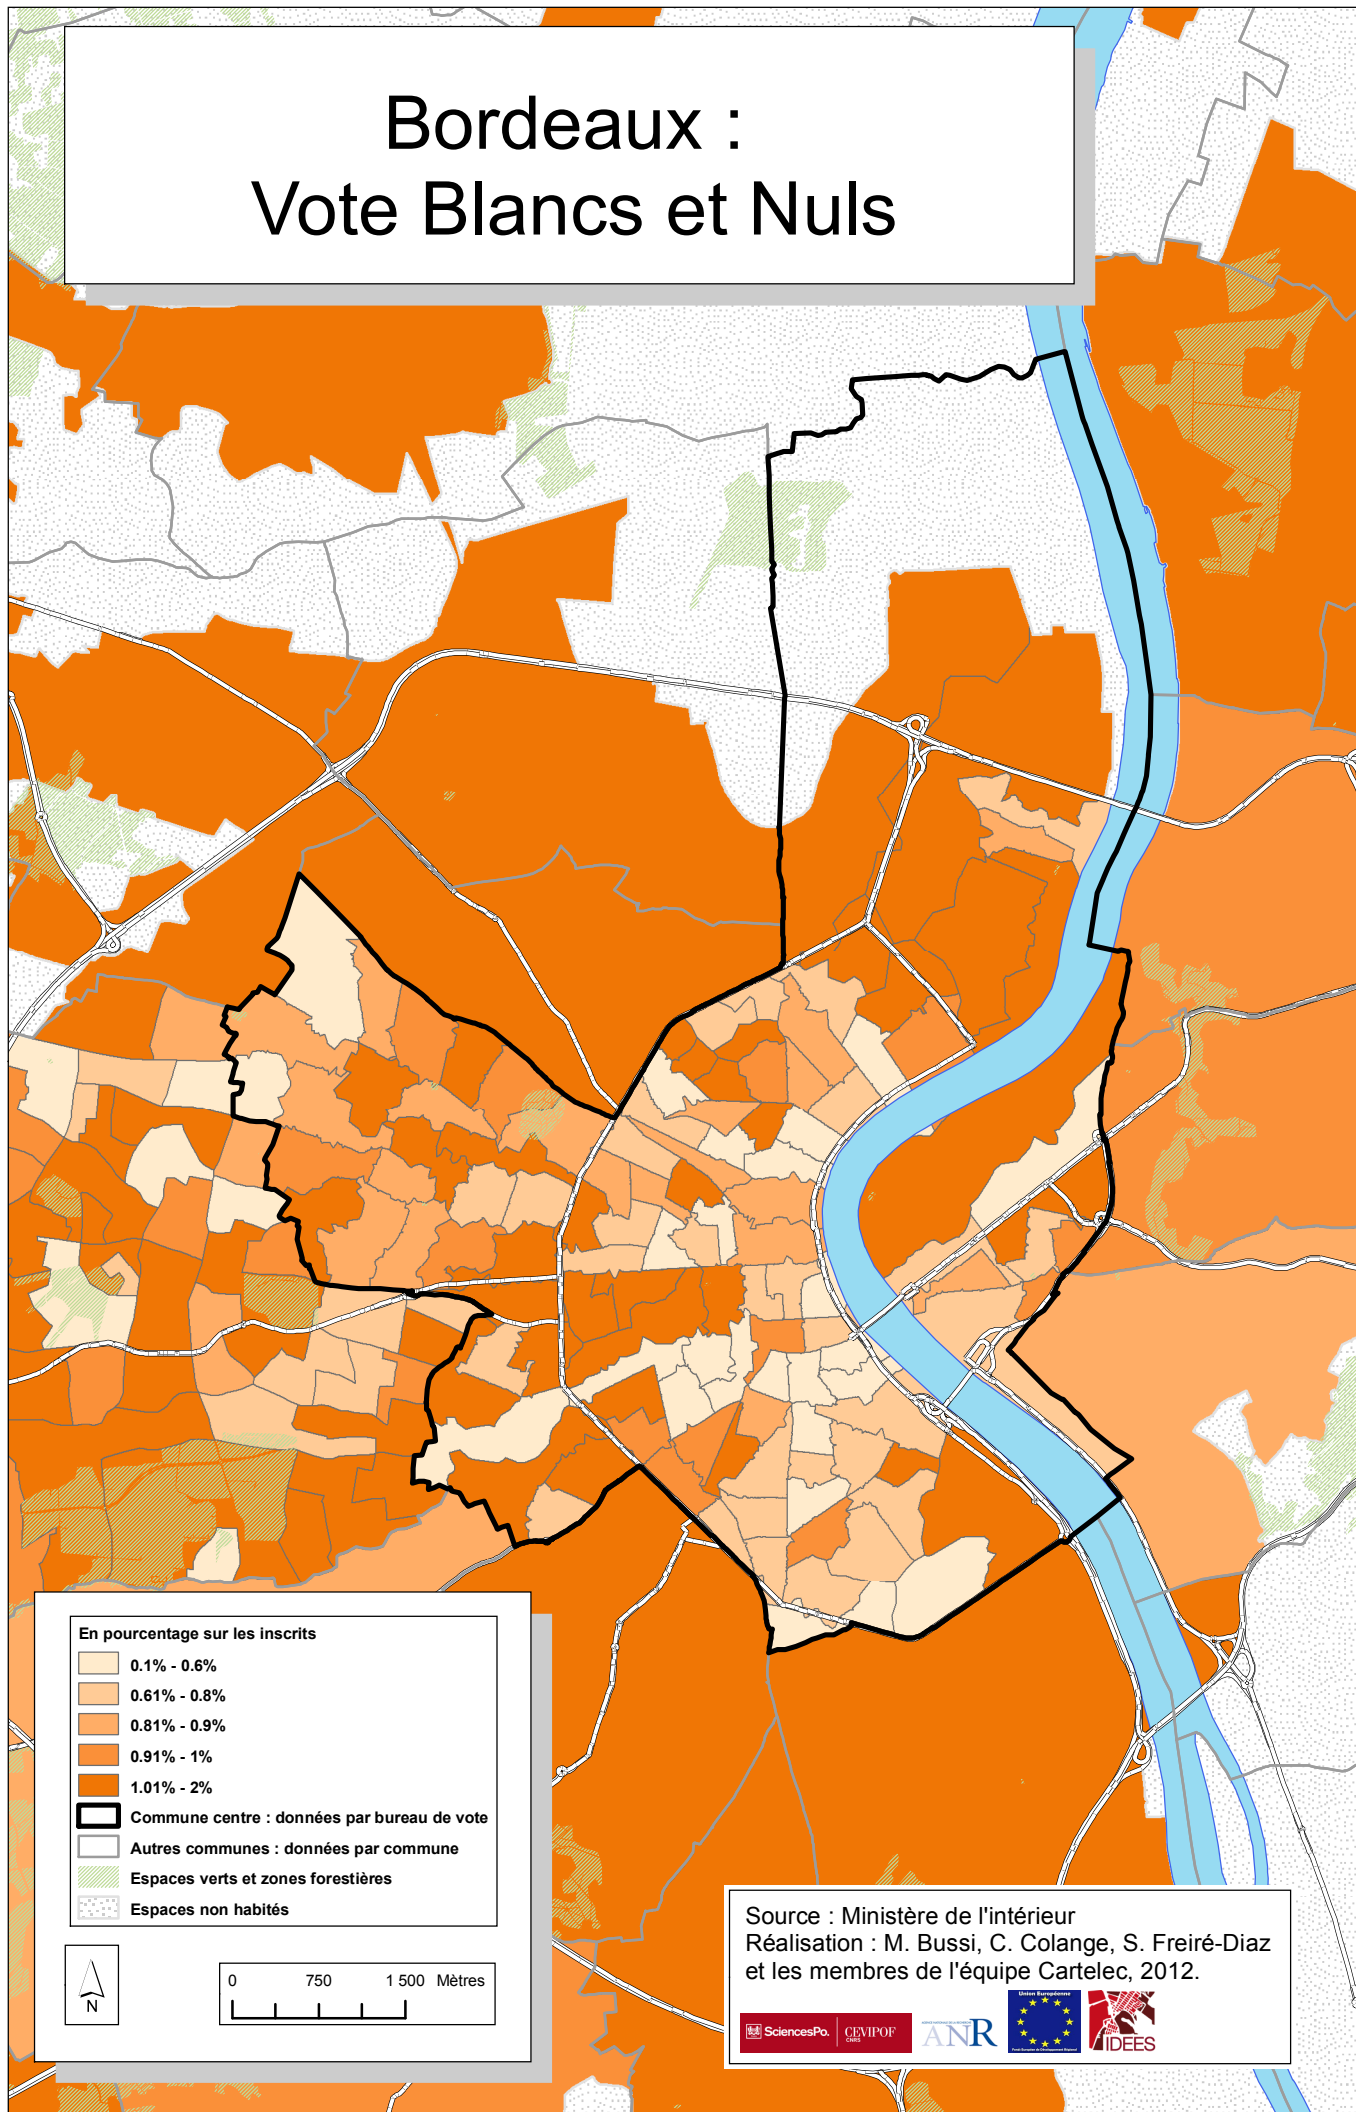 Bordeaux :
Vote Blancs et Nuls
En pourcentage sur les inscrits
0.1% - 0.6%
0.61% - 0.8%
0.81% - 0.9%
0.91% - 1%
1.01% - 2%
Commune centre : données par bureau de vote
Autres communes : données par commune
Espaces verts et zones forestières
Espaces non habités
N
0 750 1 500 Mètres
Source : Ministère de l'intérieur
Réalisation : M. Bussi, C. Colange, S. Freiré-Diaz
et les membres de l'équipe Cartelec, 2012.
SciencesPo.
CEVIPOF
CNRS
ANR
Union Européenne
IDEES